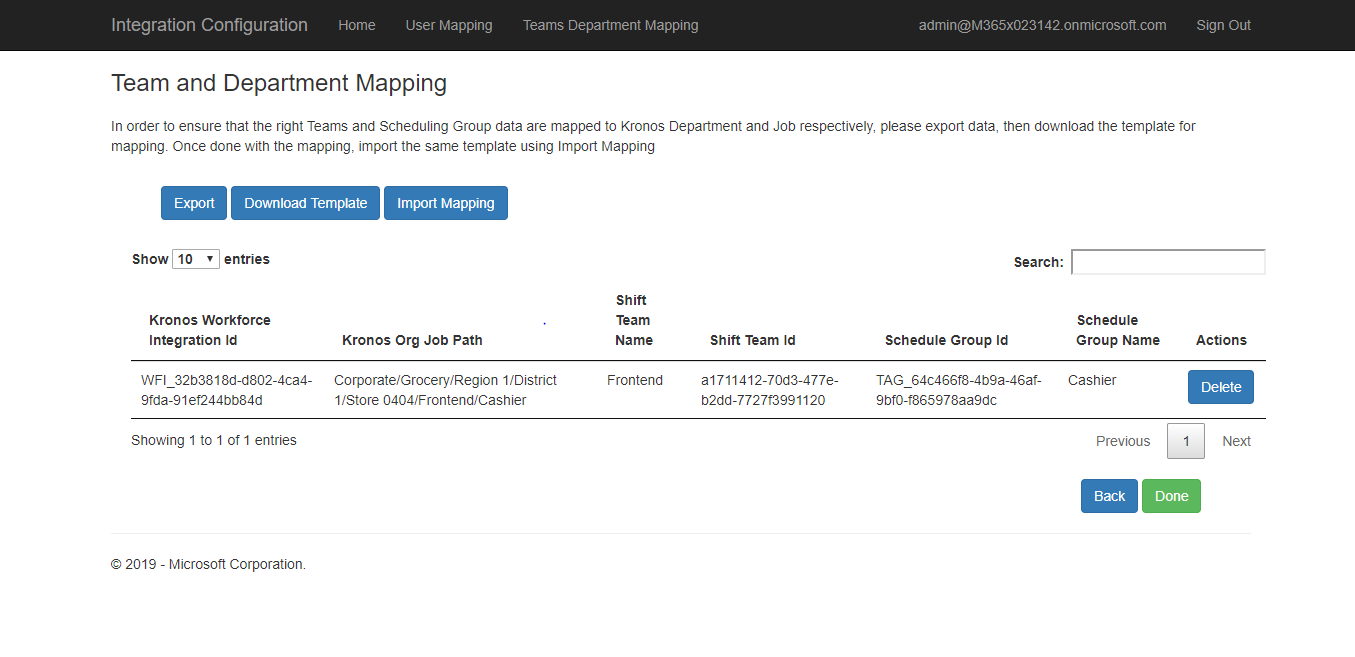 Integration Configuration Home User Mapping Teams Department Mapping admin@M365x023142.onmicrosoft.com Sign Out
Team and Department Mapping
In order to ensure that the right Teams and Scheduling Group data are mapped to Kronos Department and Job respectively, please export data, then download the template for
mapping. Once done with the mapping, import the same template using Import Mapping
Export Download Template Import Mapping
Show 10 entries Search:
Shift
Kronos Workforce Team Schedule
Integration Id Kronos Org Job Path Name Shift Team Id Schedule Group Id Group Name Actions
WFI_32b3818d-d802-4ca4- Corporate/Grocery/Region 1/District Frontend a1711412-70d3-477e- TAG_64c466f8-4b9a-46af- Cashier Delete
9fda-91ef244bb84d 1/Store 0404/Frontend/Cashier b2dd-7727f3991120 9bf0-f865978aa9dc
Showing 1 to 1 of 1 entries Previous 1 Next
Back Done
© 2019 - Microsoft Corporation.